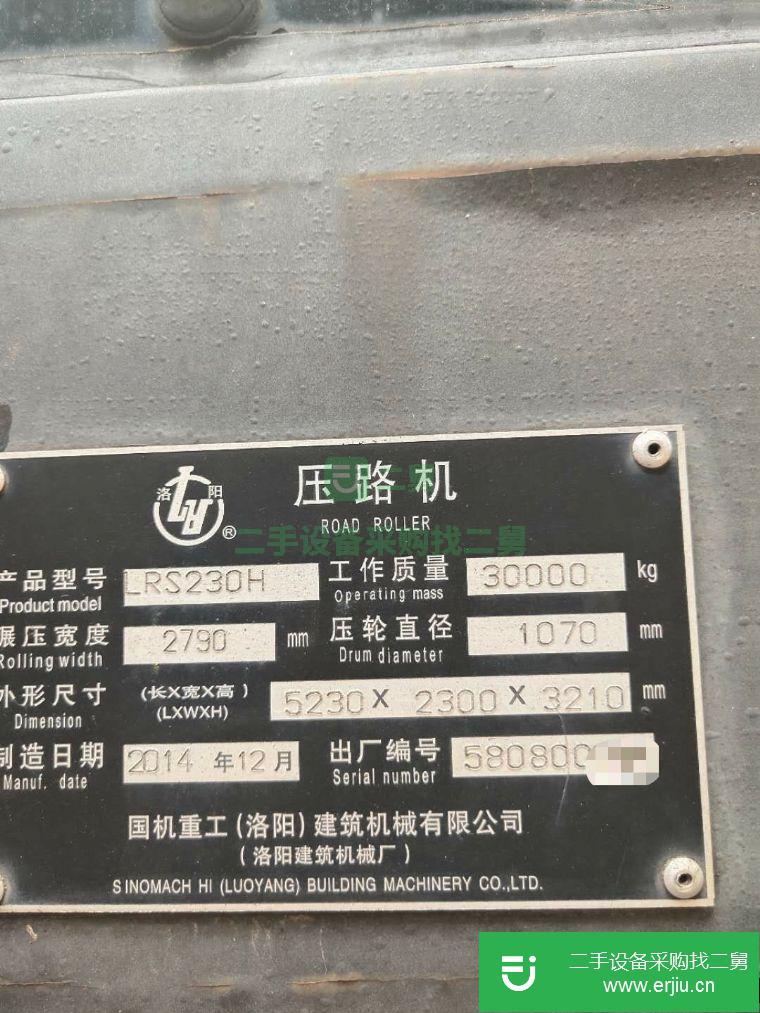 洛 阳
®
压路机
ROAD ROLLER
二舅
二手设备采购找二舅
产品型号 LRS230H 工作质量 30000 kg
Product model Operating mass
碾压宽度 2790 mm 压轮直径 1070 mm
Rolling width Drum diameter
外形尺寸 (长X宽X高) 5230 X 2300 X 3210 mm
Dimension (LXWXH)
制造日期 2014 年 12 月 出厂编号 580800
Manuf. date Serial number
国机重工(洛阳)建筑机械有限公司
(洛阳建筑机械厂)
SINOMACH HI (LUOYANG) BUILDING MACHINERY CO.,LTD.
二手设备采购找二舅
www.erjiu.cn